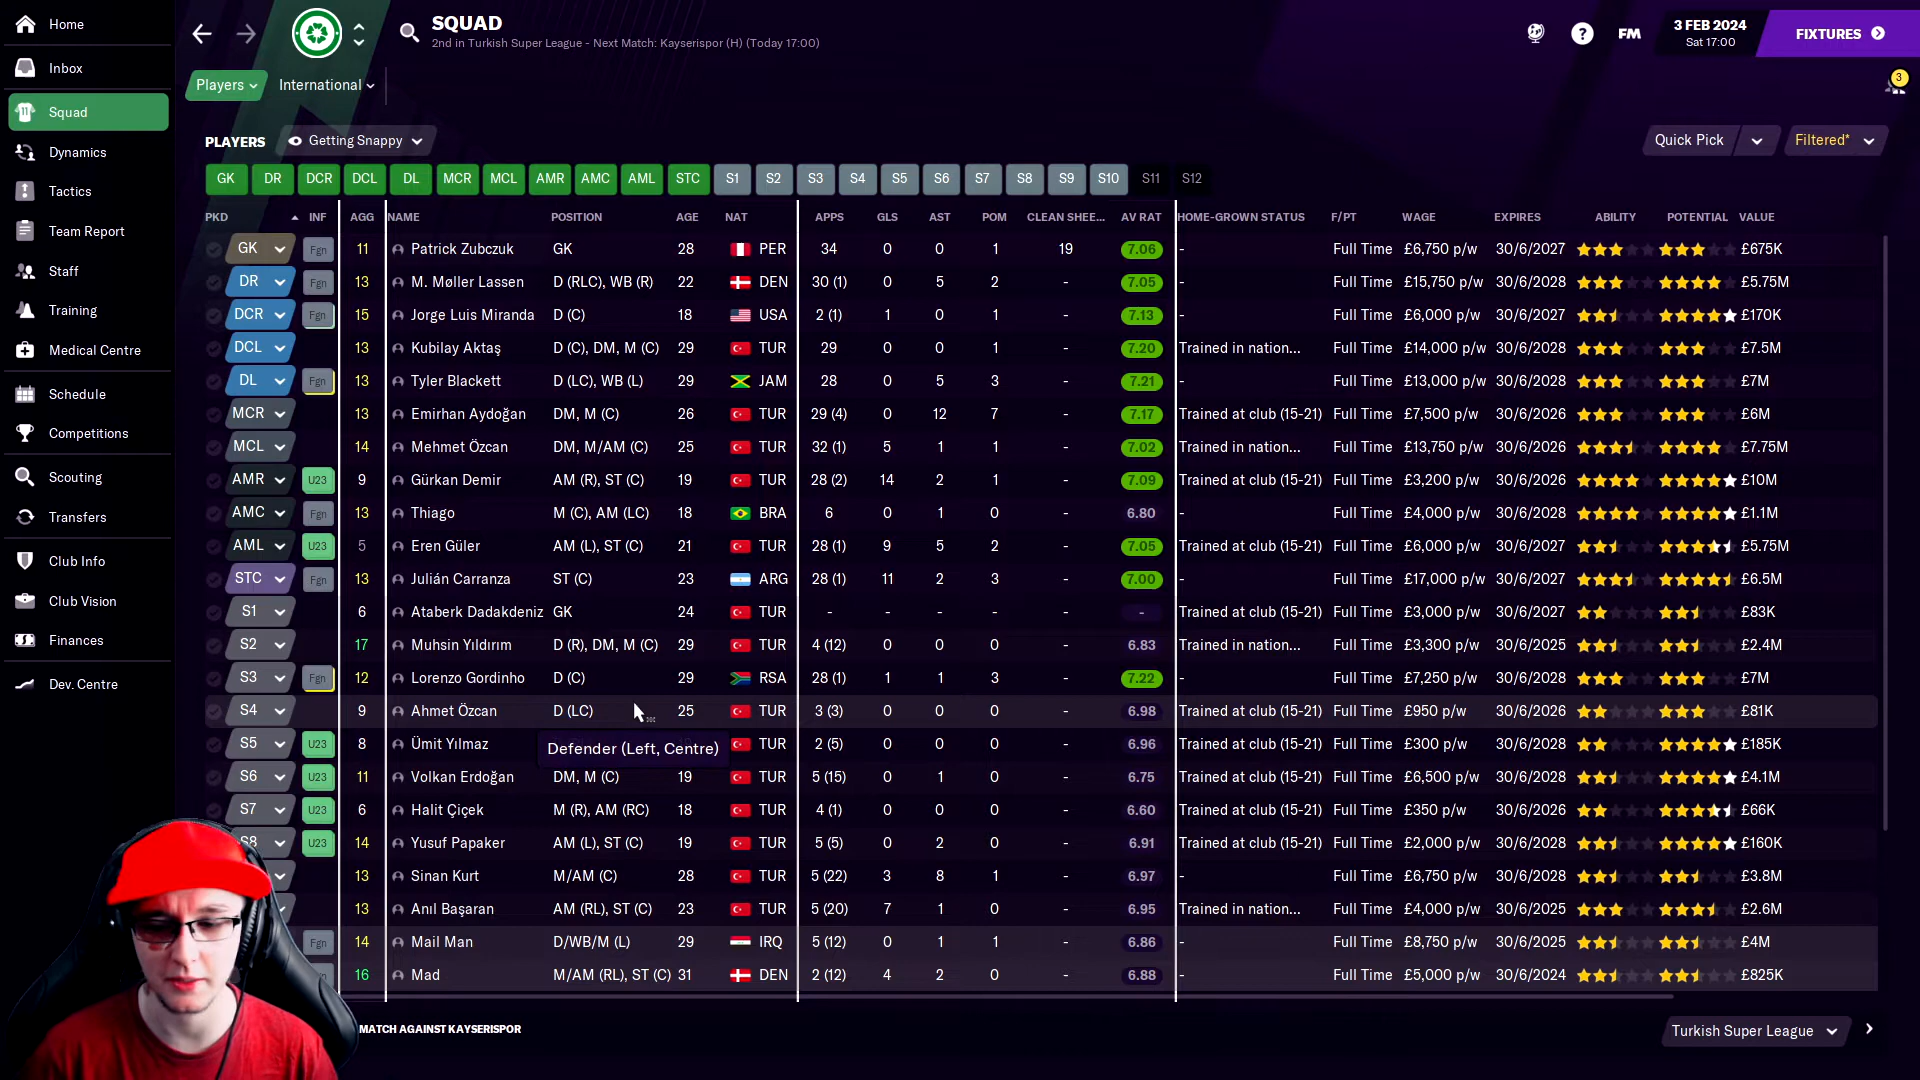 Home
Inbox
Squad
Dynamics
Tactics
Team Report
Staff
Training
Medical Centre
Schedule
Competitions
Scouting
Transfers
Club Info
Club Vision
Finances
Dev. Centre
SQUAD
2nd in Turkish Super League - Next Match: Kayserispor (H) (Today 17:00)
FM
3 FEB 2024
Sat 17:00
FIXTURES
3
Players
International
PLAYERS
Getting Snappy
Quick Pick
Filtered*
GK DR DCR DCL DL MCR MCL AMR AMC AML STC S1 S2 S3 S4 S5 S6 S7 S8 S9 S10 S11 S12
PKD INF AGG NAME POSITION AGE NAT APPS GLS AST POM CLEAN SHEE... AV RAT HOME-GROWN STATUS F/PT WAGE EXPIRES ABILITY POTENTIAL VALUE
GK Fgn 11 Patrick Zubczuk GK 28 PER 34 0 0 1 19 7.06 - Full Time £6,750 p/w 30/6/2027 £675K
DR Fgn 13 M. Møller Lassen D (RLC), WB (R) 22 DEN 30 (1) 0 5 2 - 7.05 - Full Time £15,750 p/w 30/6/2028 £5.75M
DCR Fgn 15 Jorge Luis Miranda D (C) 18 USA 2 (1) 1 0 1 - 7.13 - Full Time £6,000 p/w 30/6/2027 £170K
DCL 13 Kubilay Aktaş D (C), DM, M (C) 29 TUR 29 0 0 1 - 7.20 Trained in nation... Full Time £14,000 p/w 30/6/2028 £7.5M
DL Fgn 13 Tyler Blackett D (LC), WB (L) 29 JAM 28 0 5 3 - 7.21 - Full Time £13,000 p/w 30/6/2028 £7M
MCR 13 Emirhan Aydoğan DM, M (C) 26 TUR 29 (4) 0 12 7 - 7.17 Trained at club (15-21) Full Time £7,500 p/w 30/6/2026 £6M
MCL 14 Mehmet Özcan DM, M/AM (C) 25 TUR 32 (1) 5 1 1 - 7.02 Trained in nation... Full Time £13,750 p/w 30/6/2026 £7.75M
AMR U23 9 Gürkan Demir AM (R), ST (C) 19 TUR 28 (2) 14 2 1 - 7.09 Trained at club (15-21) Full Time £3,200 p/w 30/6/2026 £10M
AMC Fgn 13 Thiago M (C), AM (LC) 18 BRA 6 0 1 0 - 6.80 - Full Time £4,000 p/w 30/6/2028 £1.1M
AML U23 5 Eren Güler AM (L), ST (C) 21 TUR 28 (1) 9 5 2 - 7.05 Trained at club (15-21) Full Time £6,000 p/w 30/6/2027 £5.75M
STC Fgn 13 Julián Carranza ST (C) 23 ARG 28 (1) 11 2 3 - 7.00 - Full Time £17,000 p/w 30/6/2027 £6.5M
S1 6 Ataberk Dadakdeniz GK 24 TUR - - - - - - Trained at club (15-21) Full Time £3,000 p/w 30/6/2027 £83K
S2 17 Muhsin Yıldırım D (R), DM, M (C) 29 TUR 4 (12) 0 0 0 - 6.83 Trained in nation... Full Time £3,300 p/w 30/6/2025 £2.4M
S3 Fgn 12 Lorenzo Gordinho D (C) 29 RSA 28 (1) 1 1 3 - 7.22 - Full Time £7,250 p/w 30/6/2028 £7M
S4 9 Ahmet Özcan D (LC) 25 TUR 3 (3) 0 0 0 - 6.98 Trained at club (15-21) Full Time £950 p/w 30/6/2026 £81K
S5 U23 8 Ümit Yılmaz TUR 2 (5) 0 0 0 - 6.96 Trained at club (15-21) Full Time £300 p/w 30/6/2028 £185K
Defender (Left, Centre)
S6 U23 11 Volkan Erdoğan DM, M (C) 19 TUR 5 (15) 0 1 0 - 6.75 Trained at club (15-21) Full Time £6,500 p/w 30/6/2028 £4.1M
S7 U23 6 Halit Çiçek M (R), AM (RC) 18 TUR 4 (1) 0 0 0 - 6.60 Trained at club (15-21) Full Time £350 p/w 30/6/2026 £66K
S8 U23 14 Yusuf Papaker AM (L), ST (C) 19 TUR 5 (5) 0 2 0 - 6.91 Trained at club (15-21) Full Time £2,000 p/w 30/6/2028 £160K
13 Sinan Kurt M/AM (C) 28 TUR 5 (22) 3 8 1 - 6.97 - Full Time £6,750 p/w 30/6/2028 £3.8M
13 Anıl Başaran AM (RL), ST (C) 23 TUR 5 (20) 7 1 0 - 6.95 Trained in nation... Full Time £4,000 p/w 30/6/2025 £2.6M
Fgn 14 Mail Man D/WB/M (L) 29 IRQ 5 (12) 0 1 1 - 6.86 - Full Time £8,750 p/w 30/6/2025 £4M
16 Mad M/AM (RL), ST (C) 31 DEN 2 (12) 4 2 0 - 6.88 - Full Time £5,000 p/w 30/6/2024 £825K
MATCH AGAINST KAYSERISPOR
Turkish Super League